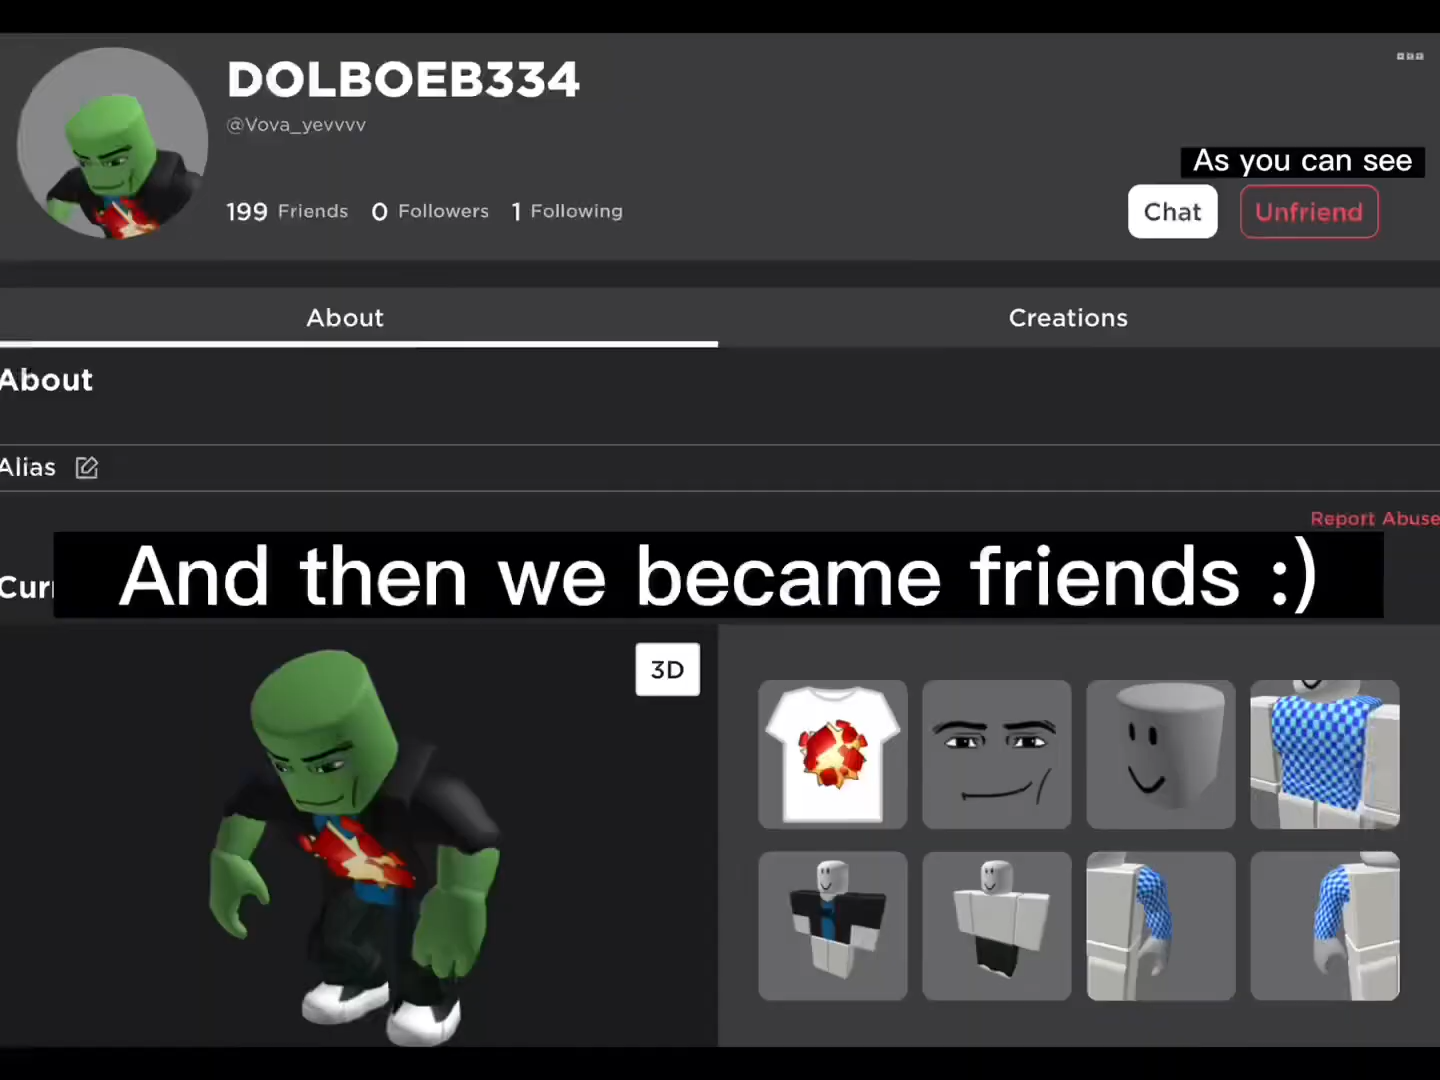 DOLBOEB334
@Vova_yevvvv
As you can see
199 Friends 0 Followers 1 Following
Chat Unfriend
About Creations
About
Alias
Report Abuse
And then we became friends :)
3D